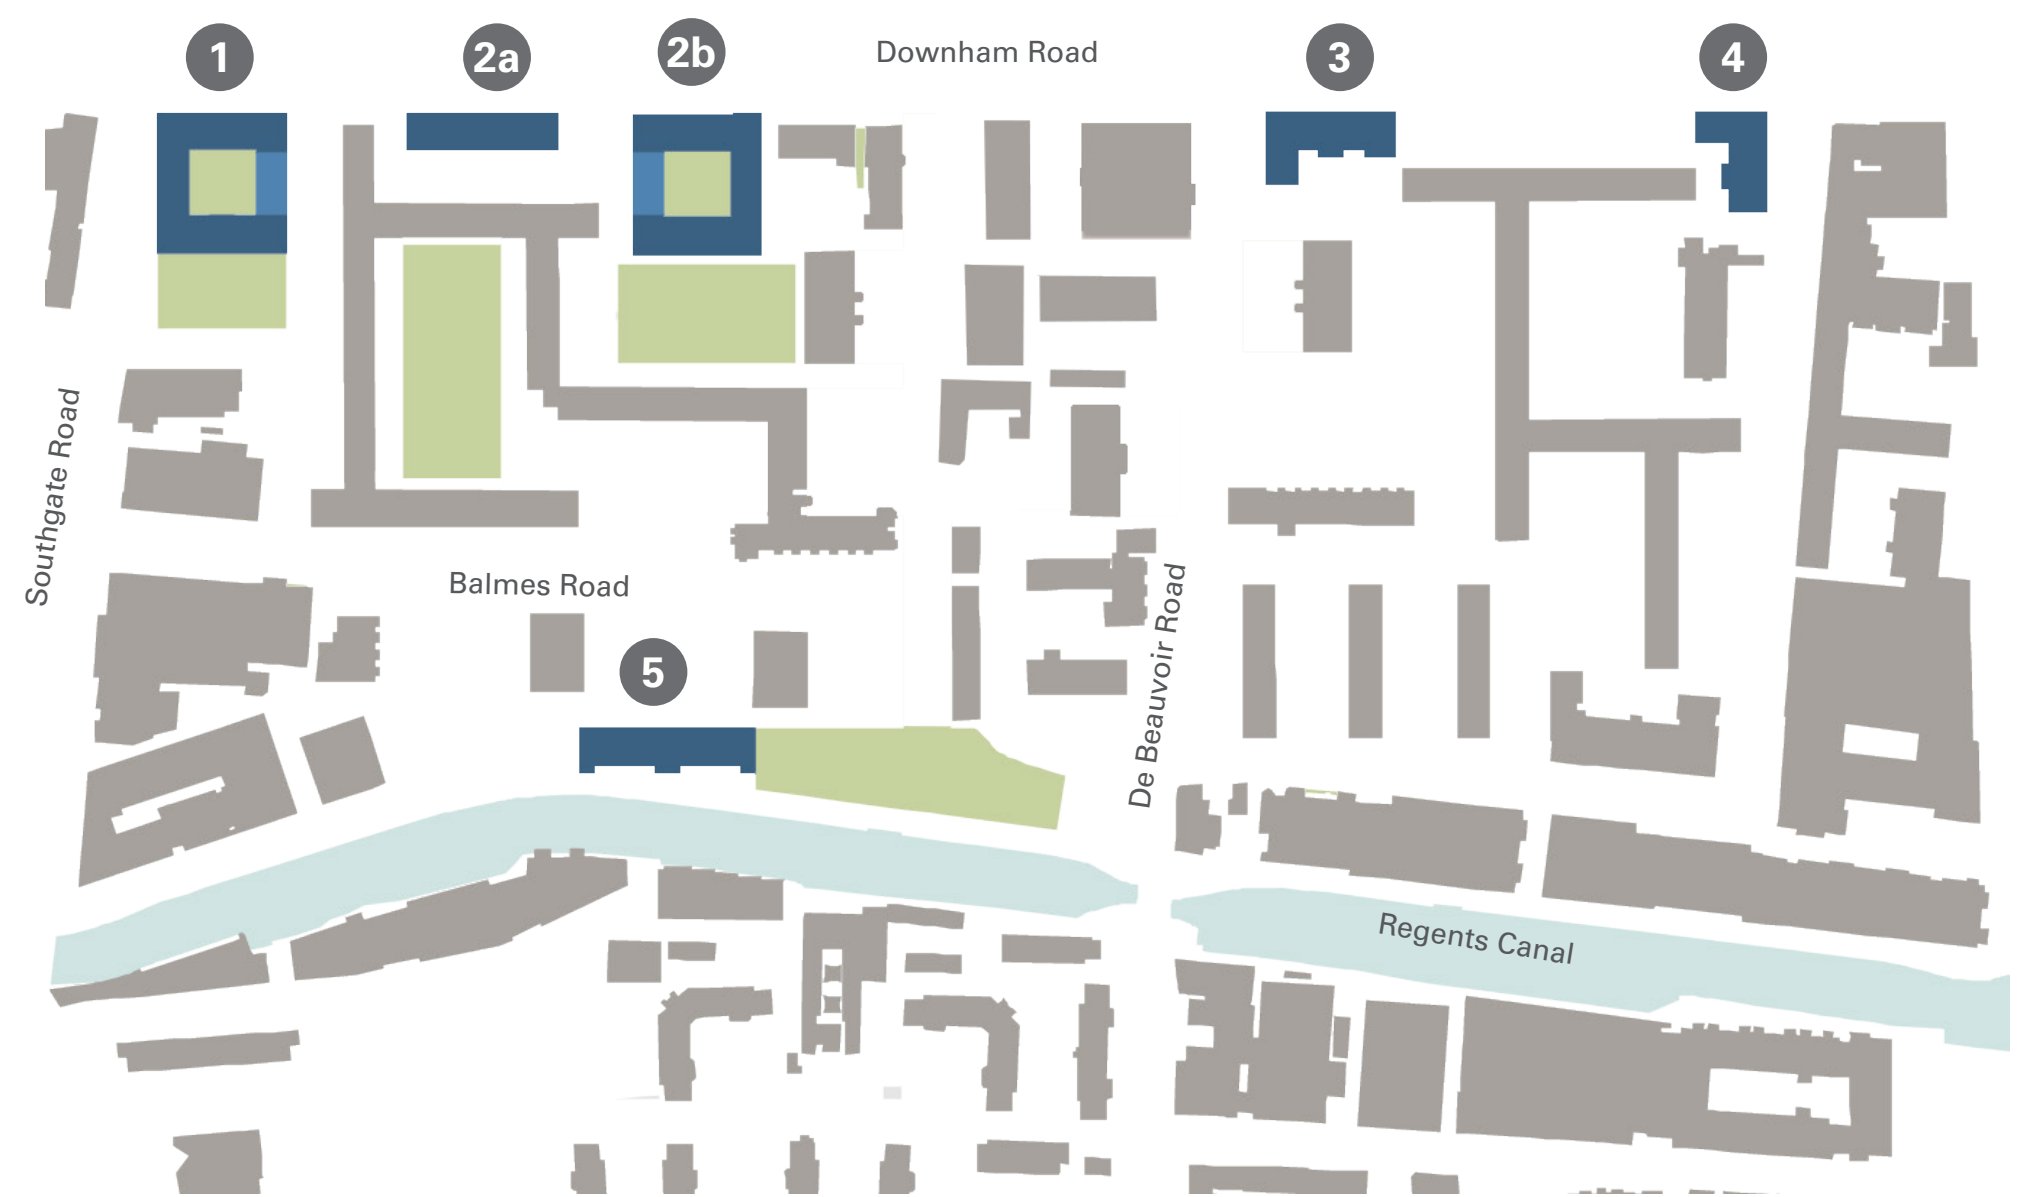 1
2a
2b
Downham Road
3
4
Southgate Road
Balmes Road
5
De Beauvoir Road
Regents Canal